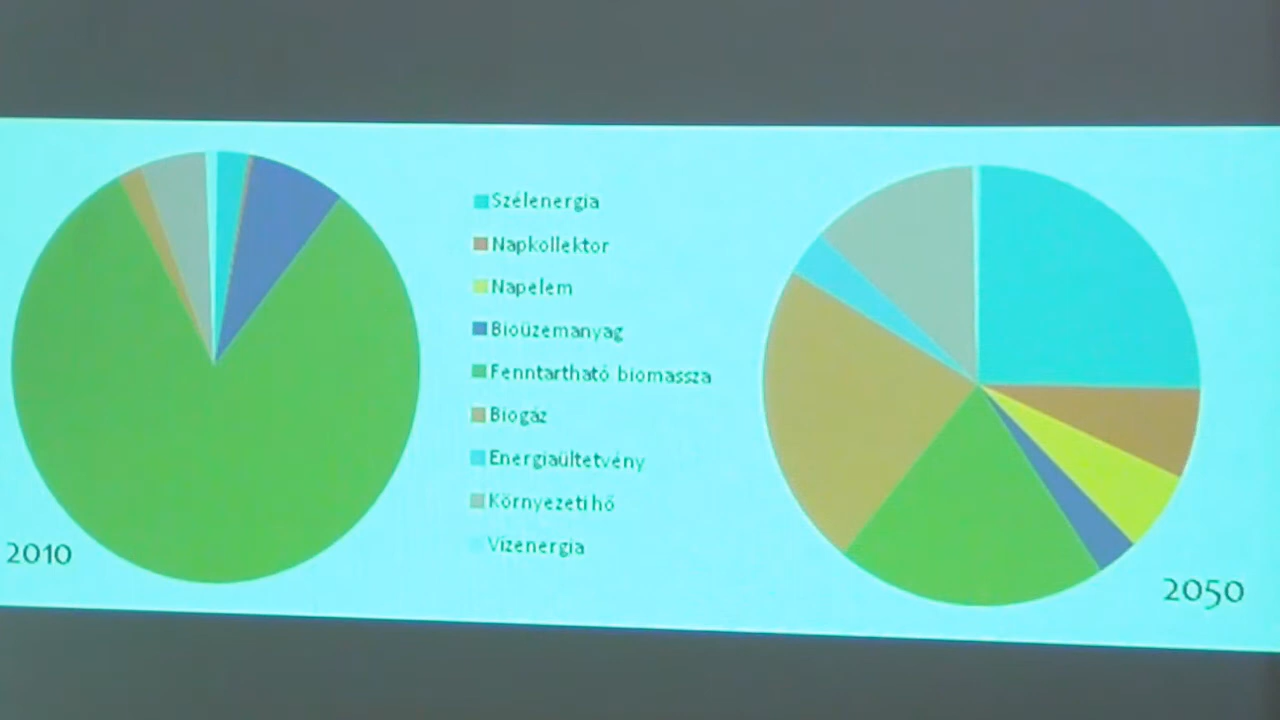 Szélenergia
Napkollektor
Napelem
Bioüzemanyag
Fenntartható biomassza
Biogáz
Energiaültetvény
Környezeti hő
Vízenergia
2010
2050